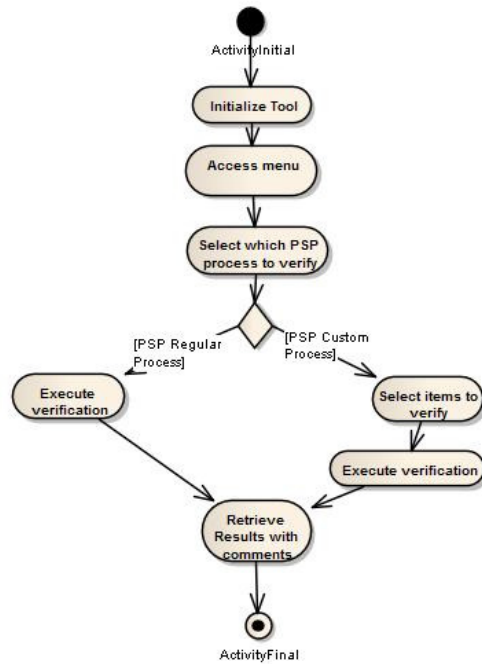 ActivityInitial
Initialize Tool
Access menu
Select which PSP
process to verify
[PSP Regular
Process]
[PSP Custom
Process]
Execute
verification
Select items to
verify
Execute verification
Retrieve
Results with
comments
ActivityFinal